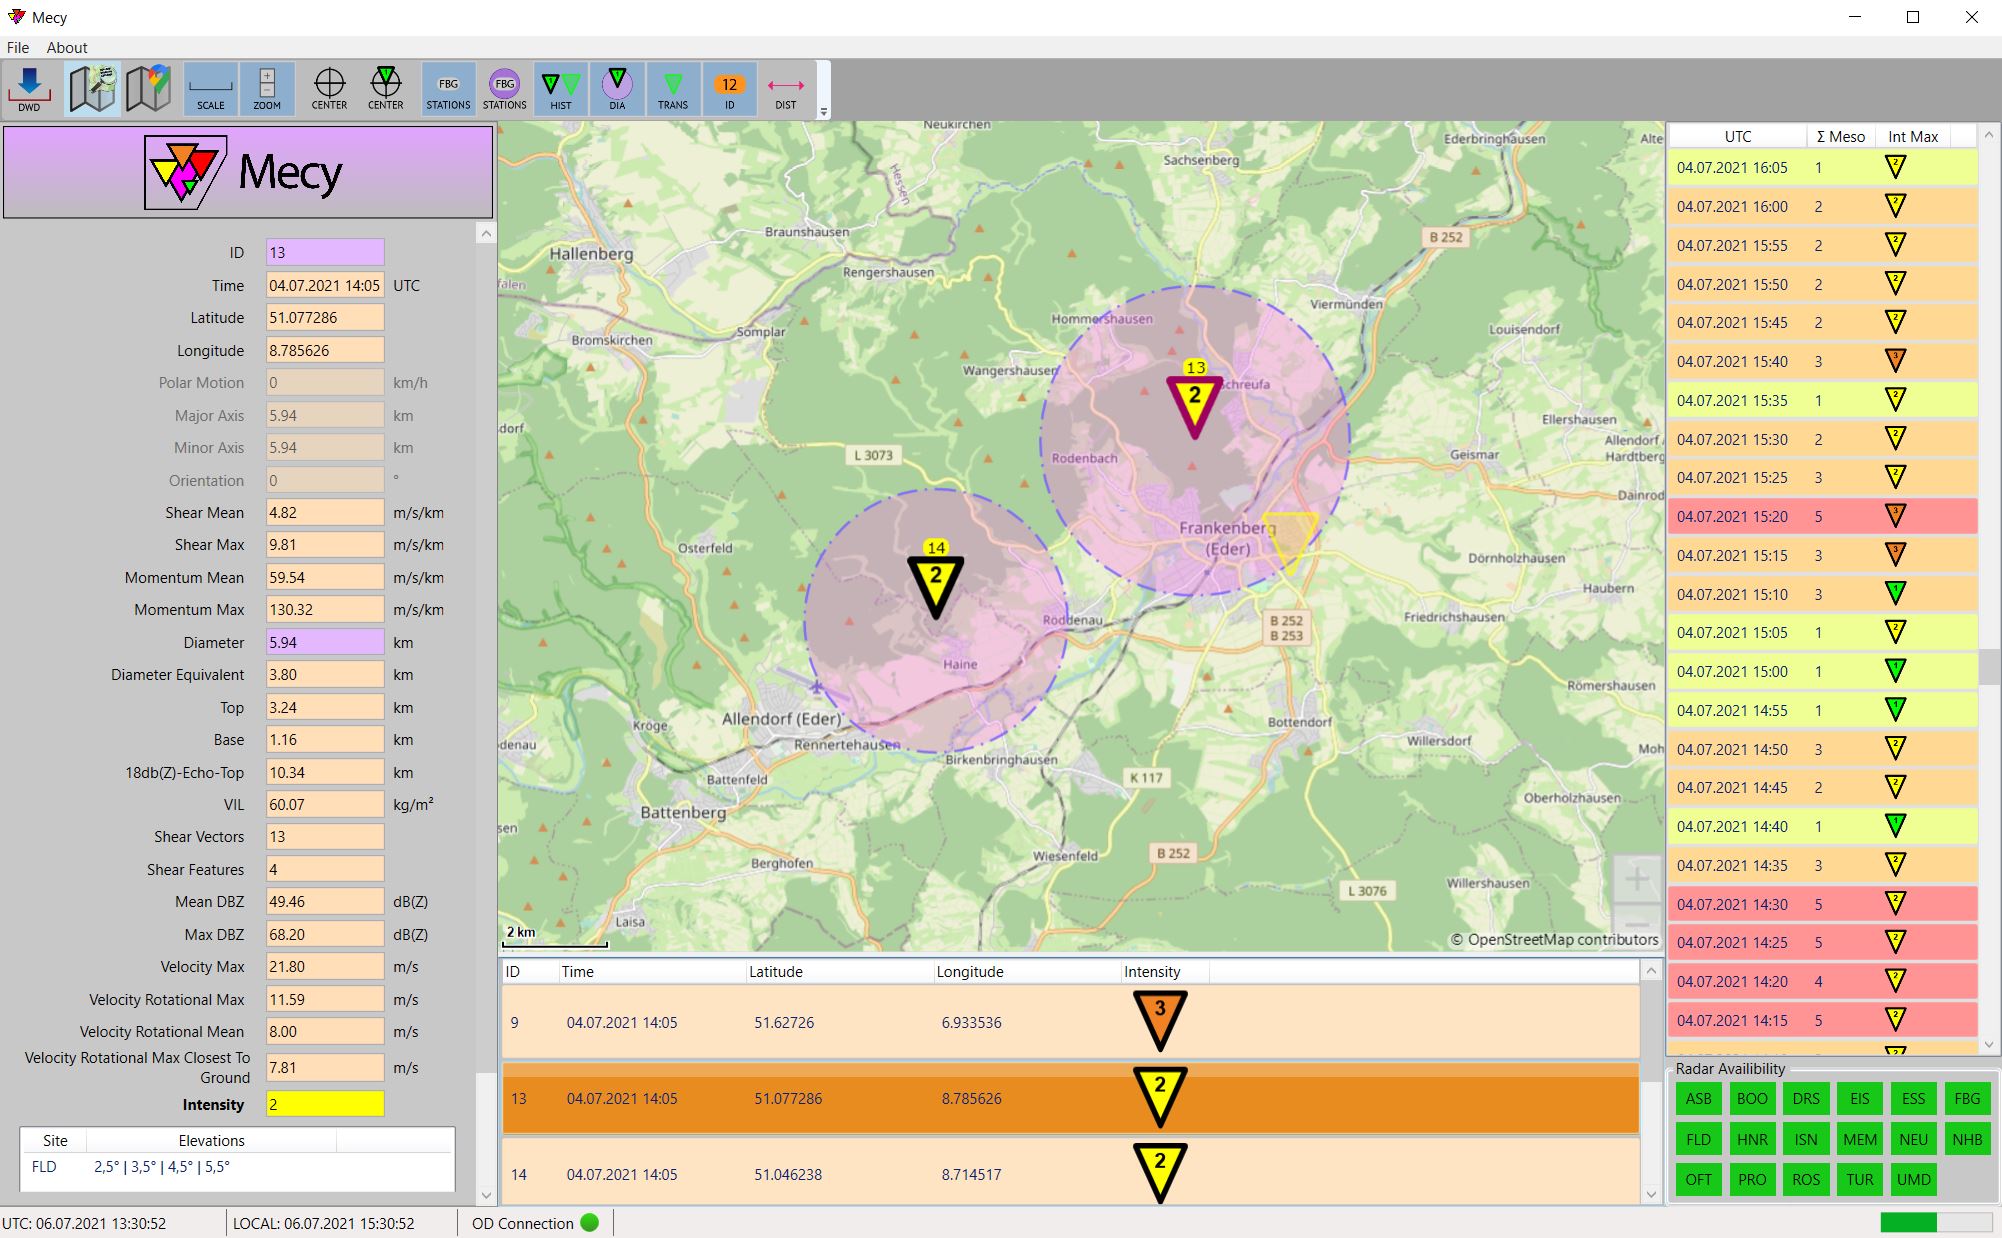 Mecy
File About
DWD SCALE ZOOM CENTER CENTER FBG STATIONS FBG STATIONS 1 HIST 1 DIA TRANS 12 ID DIST
Mecy
ID 13
Time 04.07.2021 14:05 UTC
Latitude 51.077286
Longitude 8.785626
Polar Motion 0 km/h
Major Axis 5.94 km
Minor Axis 5.94 km
Orientation 0 °
Shear Mean 4.82 m/s/km
Shear Max 9.81 m/s/km
Momentum Mean 59.54 m/s/km
Momentum Max 130.32 m/s/km
Diameter 5.94 km
Diameter Equivalent 3.80 km
Top 3.24 km
Base 1.16 km
18db(Z)-Echo-Top 10.34 km
VIL 60.07 kg/m²
Shear Vectors 13
Shear Features 4
Mean DBZ 49.46 dB(Z)
Max DBZ 68.20 dB(Z)
Velocity Max 21.80 m/s
Velocity Rotational Max 11.59 m/s
Velocity Rotational Mean 8.00 m/s
Velocity Rotational Max Closest To
Ground 7.81 m/s
Intensity 2
Site Elevations
FLD 2,5° | 3,5° | 4,5° | 5,5°
Neukirchen
Ederbringhausen
Alte
Sachsenberg
Hessen
Braunshausen
B 252
Hallenberg
Rengershausen
falen
Viermünden
Hommershausen
Louisendorf
Somplar
Bromskirchen
Wangershausen
13
2
Schreufa
Ellershausen
dorf
Allendorf
Hardtberg
L 3073
Rodenbach
Geismar
Dainrod
Frankenberg
(Eder)
14
2
Osterfeld
Dörnholzhausen
Haubern
Röddenau
B 252
B 253
Friedrichshausen
Haine
Römershausen
Allendorf (Eder)
Kröge
Bottendorf
denau
Rennertehausen
Willersdorf
Moh
Birkenbringhausen
Battenfeld
K 117
Oberholzhausen
Battenberg
sen
B 252
Wiesenfeld
Berghofen
L 3076
Willershausen
Laisa
2 km
© OpenStreetMap contributors
ID Time Latitude Longitude Intensity
9 04.07.2021 14:05 51.62726 6.933536 3
13 04.07.2021 14:05 51.077286 8.785626 2
14 04.07.2021 14:05 51.046238 8.714517 2
UTC Σ Meso Int Max
04.07.2021 16:05 1 2
04.07.2021 16:00 2 2
04.07.2021 15:55 2 2
04.07.2021 15:50 2 2
04.07.2021 15:45 2 2
04.07.2021 15:40 3 3
04.07.2021 15:35 1 2
04.07.2021 15:30 2 2
04.07.2021 15:25 3 2
04.07.2021 15:20 5 3
04.07.2021 15:15 3 3
04.07.2021 15:10 3 1
04.07.2021 15:05 1 2
04.07.2021 15:00 1 1
04.07.2021 14:55 1 1
04.07.2021 14:50 3 2
04.07.2021 14:45 2 2
04.07.2021 14:40 1 1
04.07.2021 14:35 3 2
04.07.2021 14:30 5 2
04.07.2021 14:25 5 2
04.07.2021 14:20 4 2
04.07.2021 14:15 5 2
Radar Availibility
ASB BOO DRS EIS ESS FBG
FLD HNR ISN MEM NEU NHB
OFT PRO ROS TUR UMD
UTC: 06.07.2021 13:30:52 LOCAL: 06.07.2021 15:30:52 OD Connection